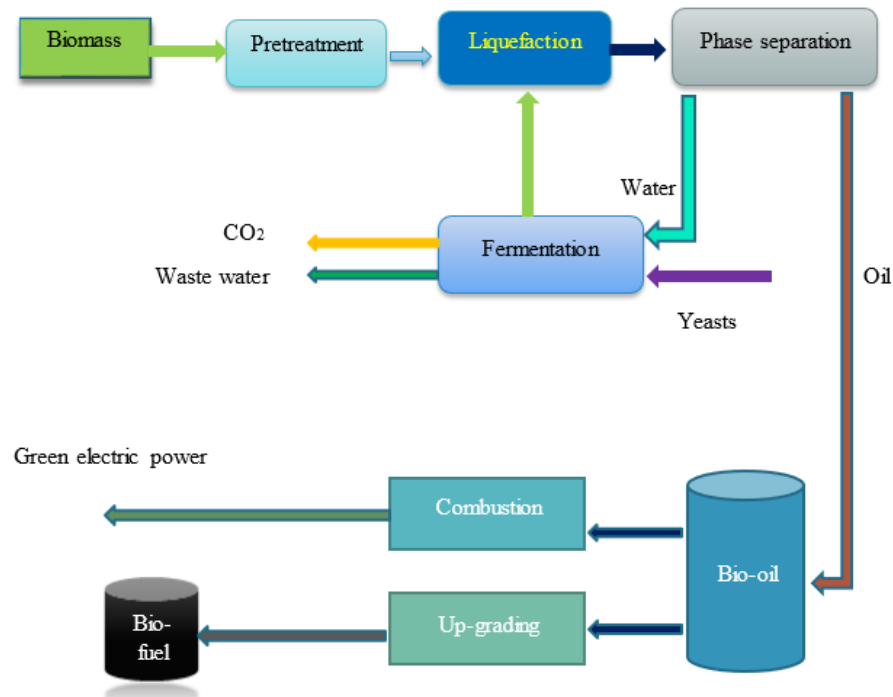 Biomass
Pretreatment
Liquefaction
Phase separation
Water
CO2
Fermentation
Waste water
Oil
Yeasts
Green electric power
Combustion
Bio-oil
Bio-
fuel
Up-grading